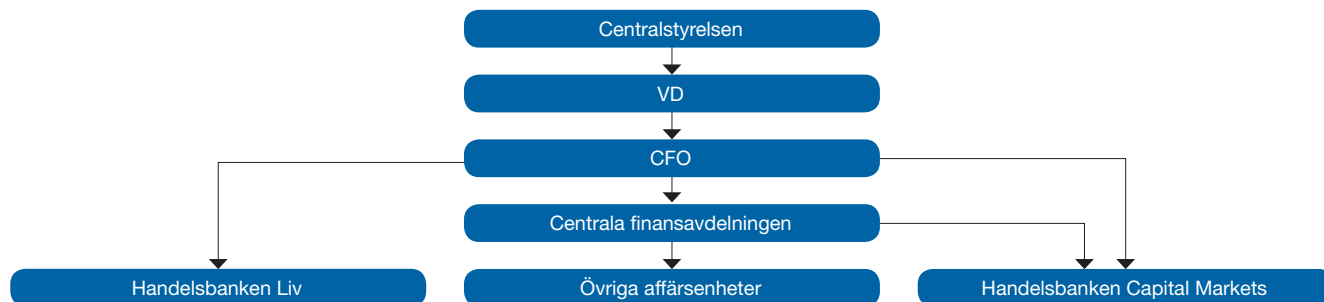 Centralstyrelsen
VD
CFO
Centrala finansavdelningen
Handelsbanken Liv
Övriga affärsenheter
Handelsbanken Capital Markets